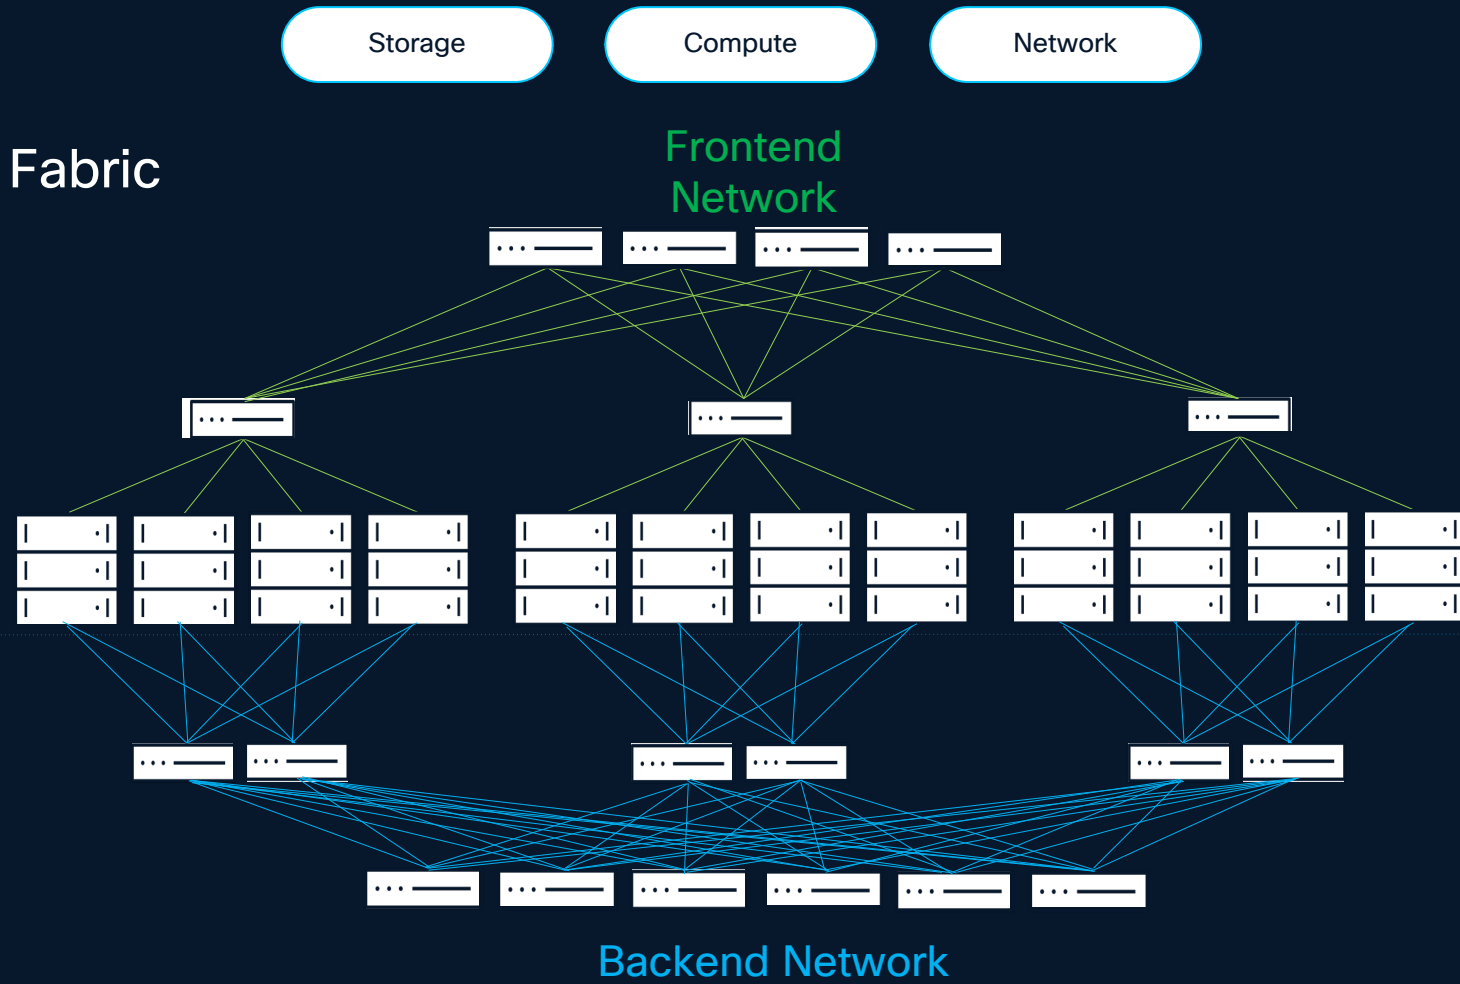 Storage
Compute
Network
Fabric
Frontend
Network
Backend Network